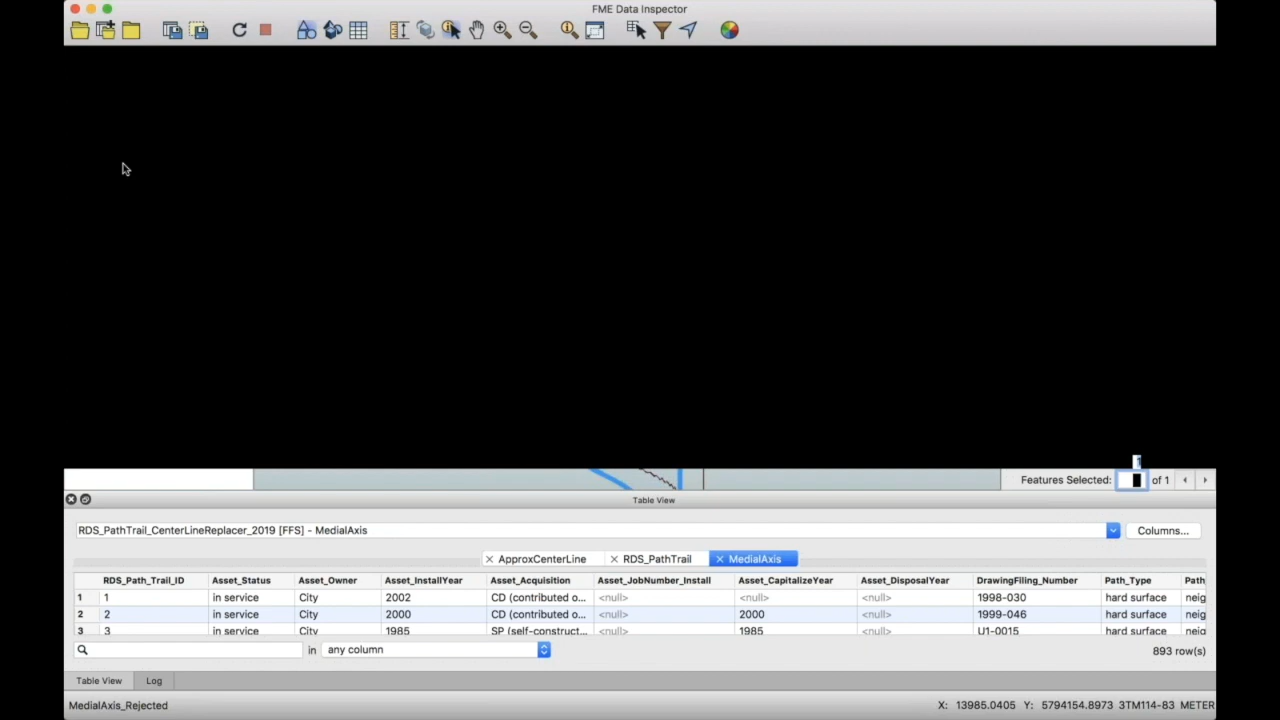 FME Data Inspector
Features Selected: of 1
Table View
RDS_PathTrail_CenterLineReplacer_2019 [FFS] - MedialAxis Columns...
ApproxCenterLine RDS_PathTrail MedialAxis
RDS_Path_Trail_ID Asset_Status Asset_Owner Asset_InstallYear Asset_Acquisition Asset_JobNumber_Install Asset_CapitalizeYear Asset_DisposalYear DrawingFiling_Number Path_Type Path
1 1 in service City 2002 CD (contributed o... <null> <null> <null> 1998-030 hard surface neig
2 2 in service City 2000 CD (contributed o... <null> 2000 <null> 1999-046 hard surface neig
3 3 in service City 1985 SP (self-construct... <null> 1985 <null> U1-0015 hard surface neig
in any column 893 row(s)
Table View Log
MedialAxis_Rejected X: 13985.0405 Y: 5794154.8973 3TM114-83 METER